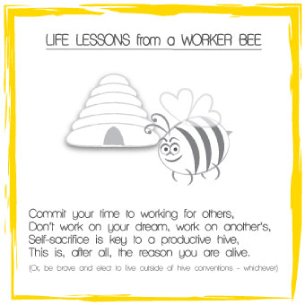 LIFE LESSONS from a WORKER BEE
Commit your time to working for others,
Don't work on your dream, work on another's,
Self-sacrifice is key to a productive hive,
This is, after all, the reason you are alive.
(Or, be brave and elect to live outside of hive conventions - whichever)